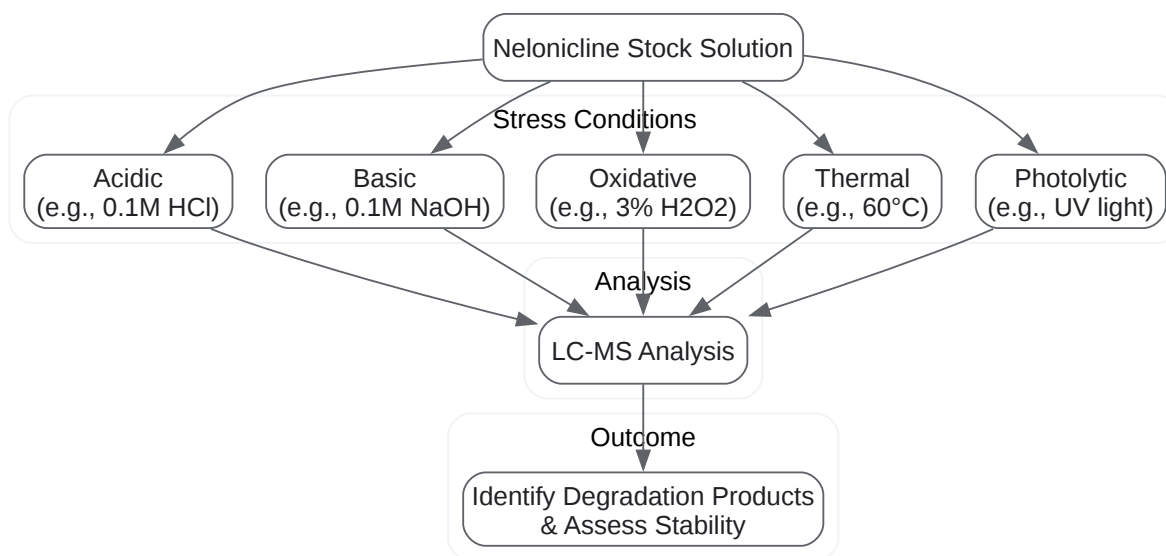 Nelonicline Stock Solution
Stress Conditions
Acidic
(e.g., 0.1M HCl)
Basic
(e.g., 0.1M NaOH)
Oxidative
(e.g., 3% H2O2)
Thermal
(e.g., 60°C)
Photolytic
(e.g., UV light)
Analysis
LC-MS Analysis
Outcome
Identify Degradation Products
& Assess Stability